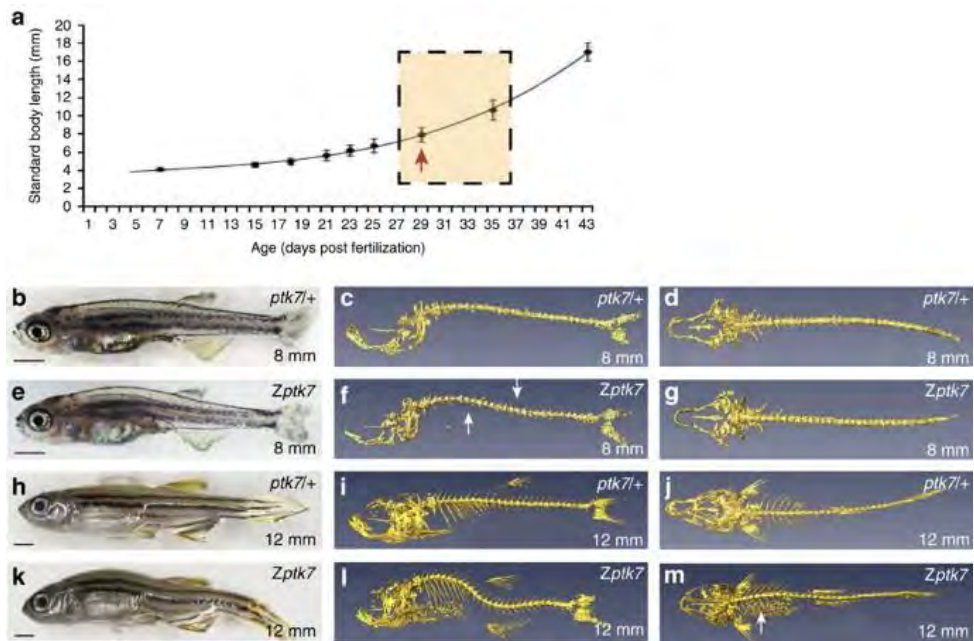 a
20
18
16
14
12
10
8
6
4
2
0
Standard body length (mm)
1 3 5 7 9 11 13 15 17 19 21 23 25 27 29 31 33 35 37 39 41 43
Age (days post fertilization)
b ptk7/+ 8 mm
c ptk7/+ 8 mm
d ptk7/+ 8 mm
e Zptk7 8 mm
f Zptk7 8 mm
g Zptk7 8 mm
h ptk7/+ 12 mm
i ptk7/+ 12 mm
j ptk7/+ 12 mm
k Zptk7 12 mm
l Zptk7 12 mm
m Zptk7 12 mm